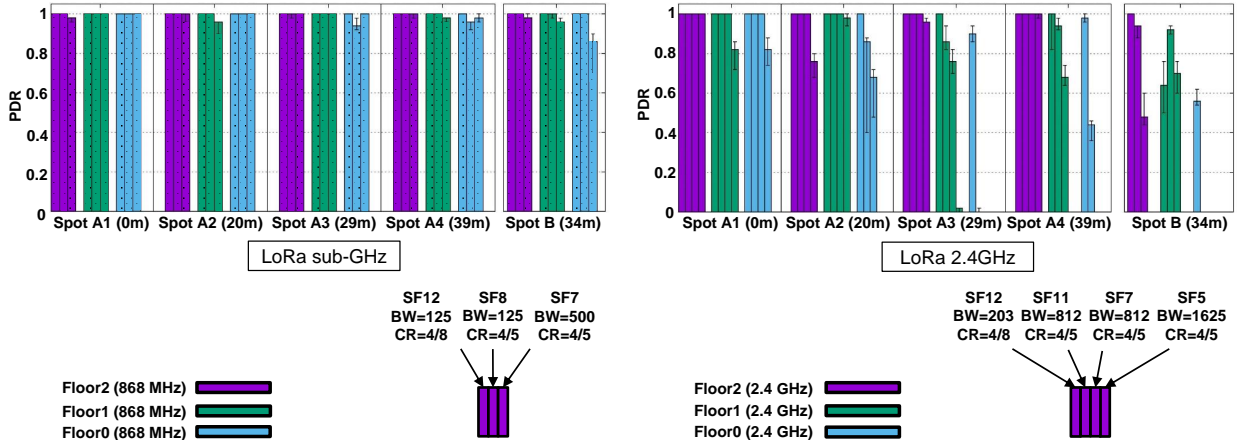 1
0.8
0.6
0.4
0.2
0
PDR
Spot A1 (0m) Spot A2 (20m) Spot A3 (29m) Spot A4 (39m) Spot B (34m)
LoRa sub-GHz
SF12 SF8 SF7
BW=125 BW=125 BW=500
CR=4/8 CR=4/5 CR=4/5
Floor2 (868 MHz)
Floor1 (868 MHz)
Floor0 (868 MHz)
1
0.8
0.6
0.4
0.2
0
PDR
Spot A1 (0m) Spot A2 (20m) Spot A3 (29m) Spot A4 (39m) Spot B (34m)
LoRa 2.4GHz
SF12 SF11 SF7 SF5
BW=203 BW=812 BW=812 BW=1625
CR=4/8 CR=4/5 CR=4/5 CR=4/5
Floor2 (2.4 GHz)
Floor1 (2.4 GHz)
Floor0 (2.4 GHz)